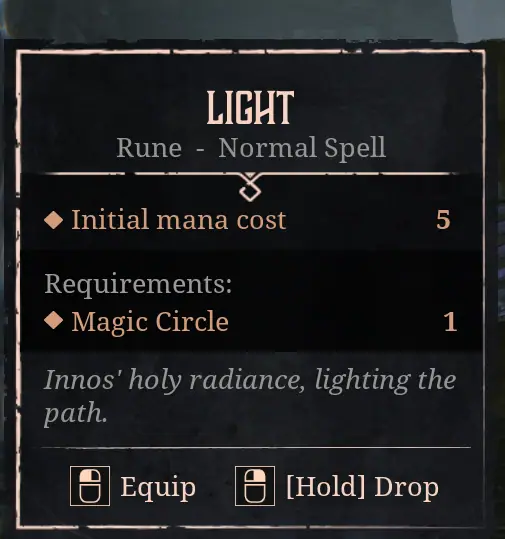 LIGHT
Rune - Normal Spell
Initial mana cost 5
Requirements:
Magic Circle 1
Innos' holy radiance, lighting the
path.
Equip [Hold] Drop